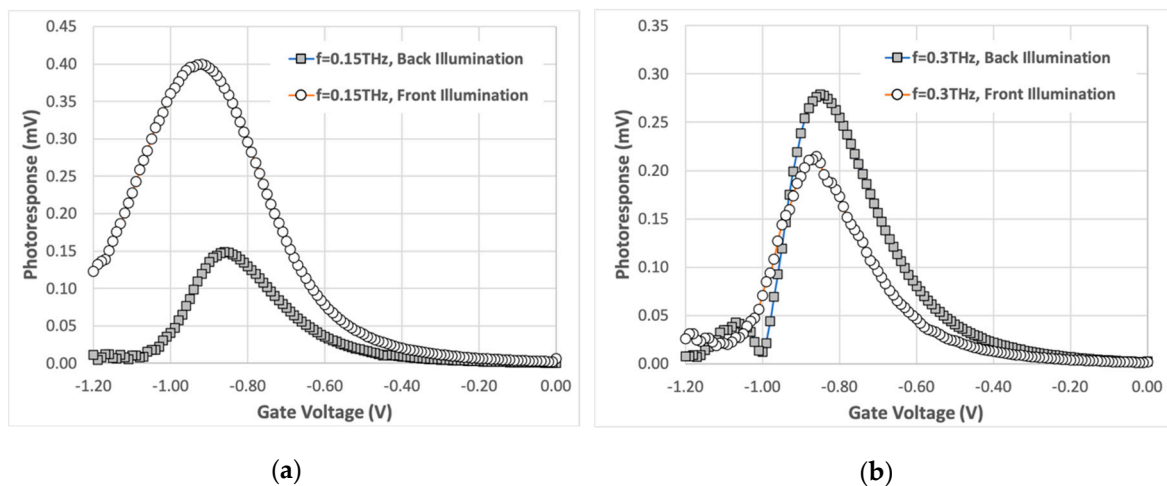 0.45
0.40
0.35
0.30
0.25
0.20
0.15
0.10
0.05
0.00
Photoresponse (mV)
f=0.15THz, Back Illumination
f=0.15THz, Front Illumination
-1.20 -1.00 -0.80 -0.60 -0.40 -0.20 0.00
Gate Voltage (V)
(a)
0.35
0.30
0.25
0.20
0.15
0.10
0.05
0.00
Photoresponse (mV)
f=0.3THz, Back Illumination
f=0.3THz, Front Illumination
-1.20 -1.00 -0.80 -0.60 -0.40 -0.20 0.00
Gate Voltage (V)
(b)